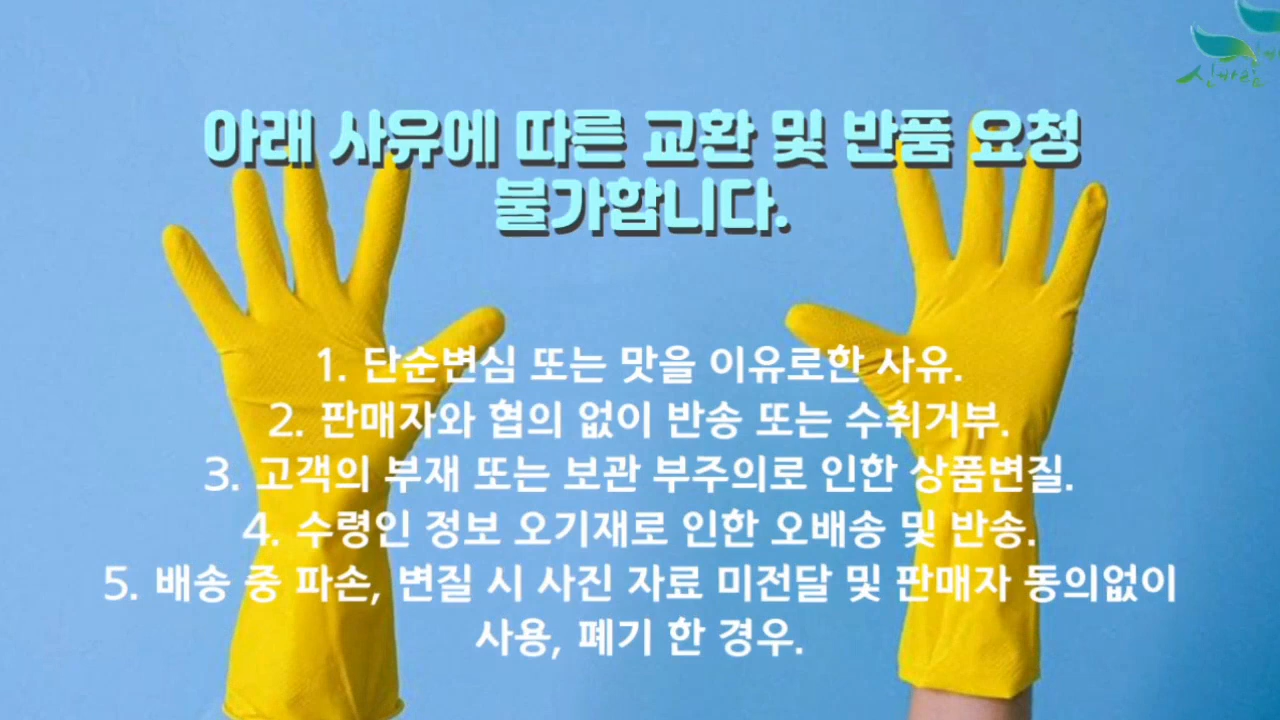 신바람
아래 사유에 따른 교환 및 반품 요청
불가합니다.
1. 단순변심 또는 맛을 이유로한 사유.
2. 판매자와 협의 없이 반송 또는 수취거부.
3. 고객의 부재 또는 보관 부주의로 인한 상품변질.
4. 수령인 정보 오기재로 인한 오배송 및 반송.
5. 배송 중 파손, 변질 시 사진 자료 미전달 및 판매자 동의없이
사용, 폐기 한 경우.